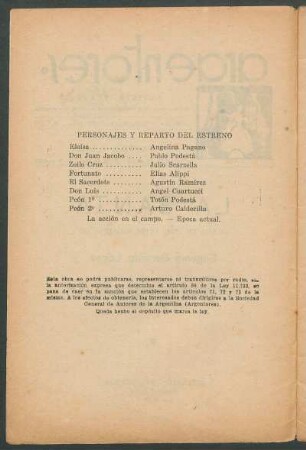 argentores
PERSONAJES Y REPARTO DEL ESTRENO
Eloísa .............. Angelina Pagano
Don Juan Jacobo .... Pablo Podestá
Zoilo Cruz .......... Julio Scarcella
Fortunato ........... Elías Alippi
El Sacerdote ........ Agustín Ramírez
Don Luis ............ Angel Cuartucci
Peón 1º ............. Totón Podestá
Peón 2º ............. Arturo Calderilla
La acción en el campo. — Epoca actual.
Esta obra no podrá publicarse, representarse ni transmitirse por radio, sin
la autorización expresa que determina el artículo 36 de la Ley 11.723, so
pena de caer en la sanción que establecen los artículos 71, 72 y 73 de la
misma. A los efectos de obtenerla, los interesados deben dirigirse a la Sociedad
General de Autores de la Argentina (Argentores).
Queda hecho el depósito que marca la ley.